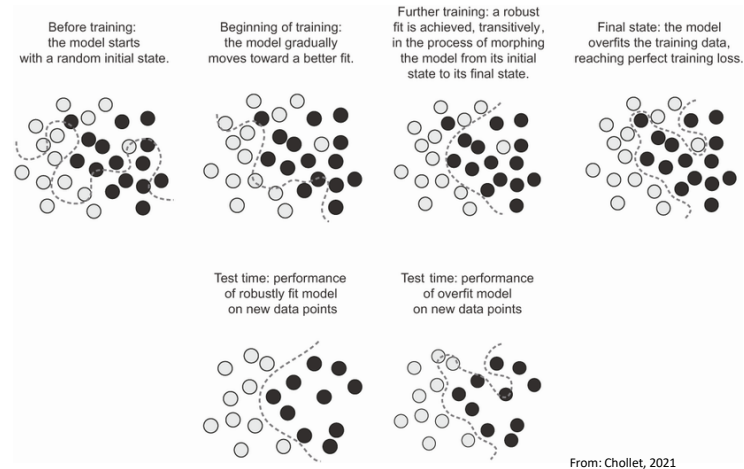 Before training:
the model starts
with a random initial state.
Beginning of training:
the model gradually
moves toward a better fit.
Further training: a robust
fit is achieved, transitively,
in the process of morphing
the model from its initial
state to its final state.
Final state: the model
overfits the training data,
reaching perfect training loss.
Test time: performance
of robustly fit model
on new data points
Test time: performance
of overfit model
on new data points
From: Chollet, 2021